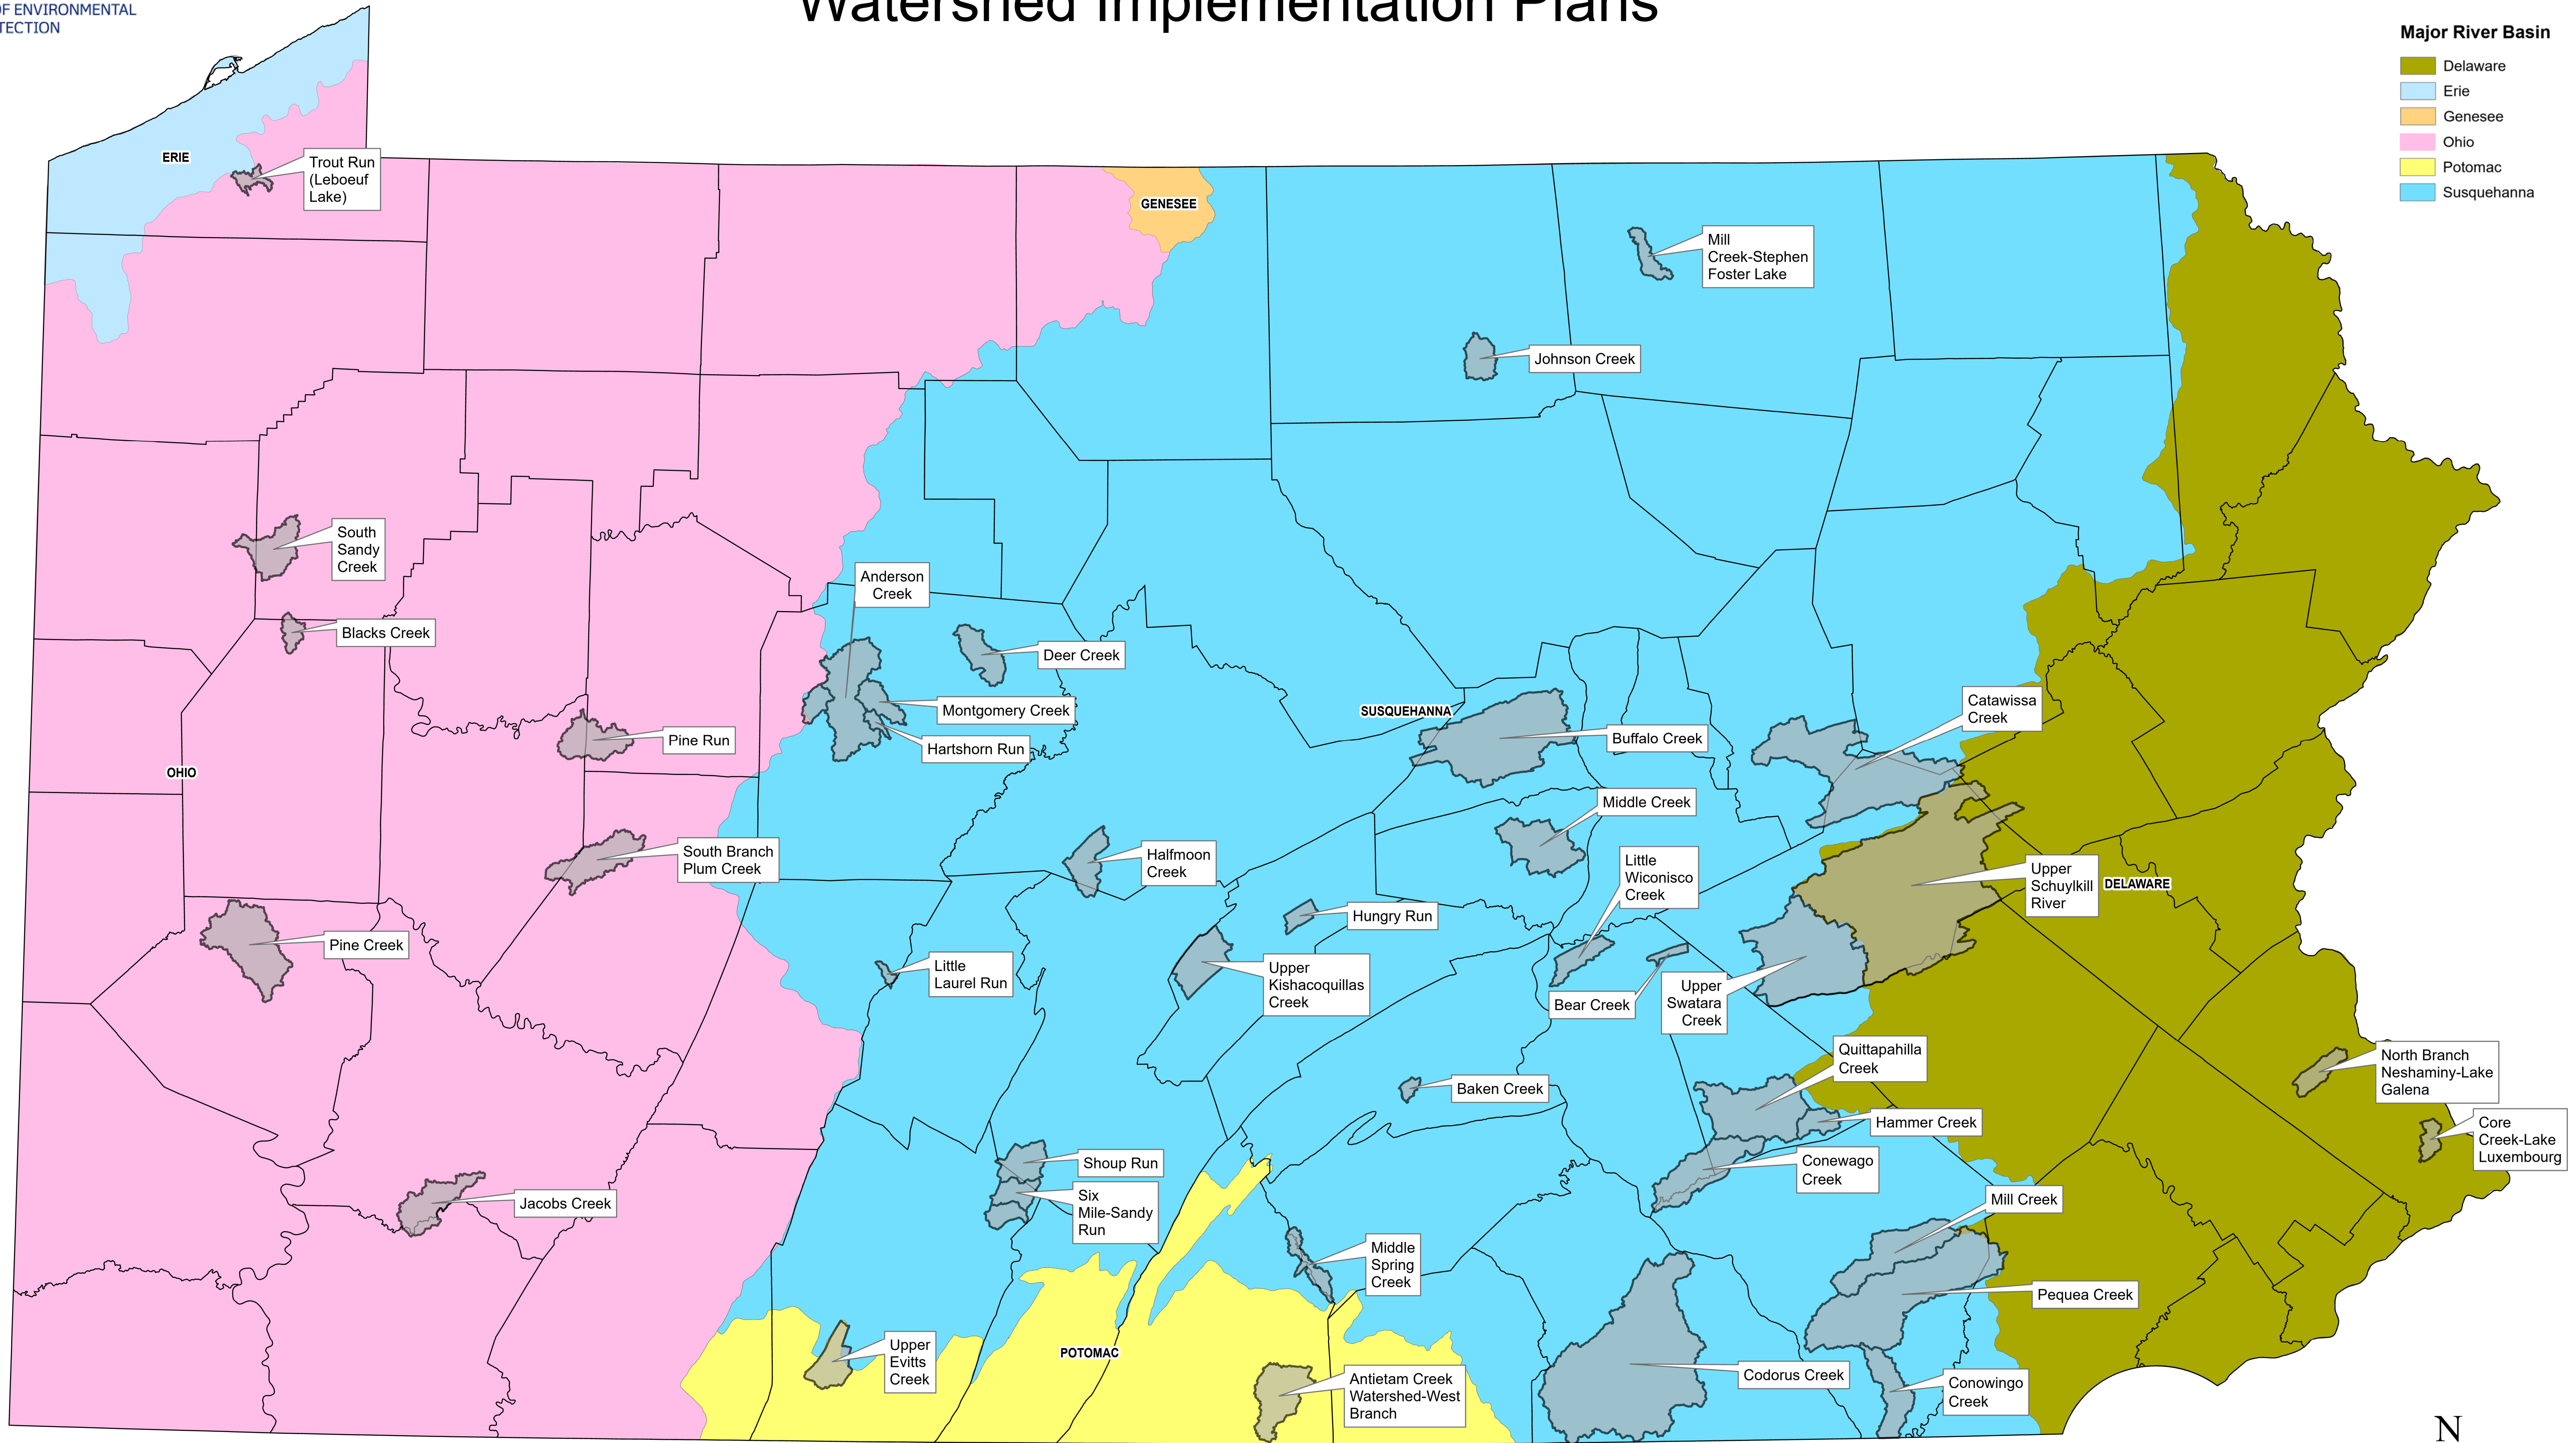 OF ENVIRONMENTAL
Watershed Implementation Plans
Major River Basin
Delaware
Erie
Genesee
Ohio
Potomac
Susquehanna
ERIE
Trout Run
(Leboeuf
Lake)
GENESEE
Mill
Creek-Stephen
Foster Lake
Johnson Creek
South
Sandy
Creek
Anderson
Creek
Blacks Creek
Deer Creek
Montgomery Creek
Hartshorn Run
SUSQUEHANNA
Catawissa
Creek
Pine Run
Buffalo Creek
OHIO
Middle Creek
South Branch
Plum Creek
Halfmoon
Creek
Little
Wiconisco
Creek
Upper
Schuylkill
River
DELAWARE
Hungry Run
Pine Creek
Little
Laurel Run
Upper
Kishacoquillas
Creek
Bear Creek
Upper
Swatara
Creek
Quittapahilla
Creek
North Branch
Neshaminy-Lake
Galena
Baken Creek
Hammer Creek
Core
Creek-Lake
Luxembourg
Shoup Run
Conewago
Creek
Jacobs Creek
Six
Mile-Sandy
Run
Mill Creek
Middle
Spring
Creek
Pequea Creek
Upper
Evitts
Creek
POTOMAC
Antietam Creek
Watershed-West
Branch
Codorus Creek
Conowingo
Creek
N